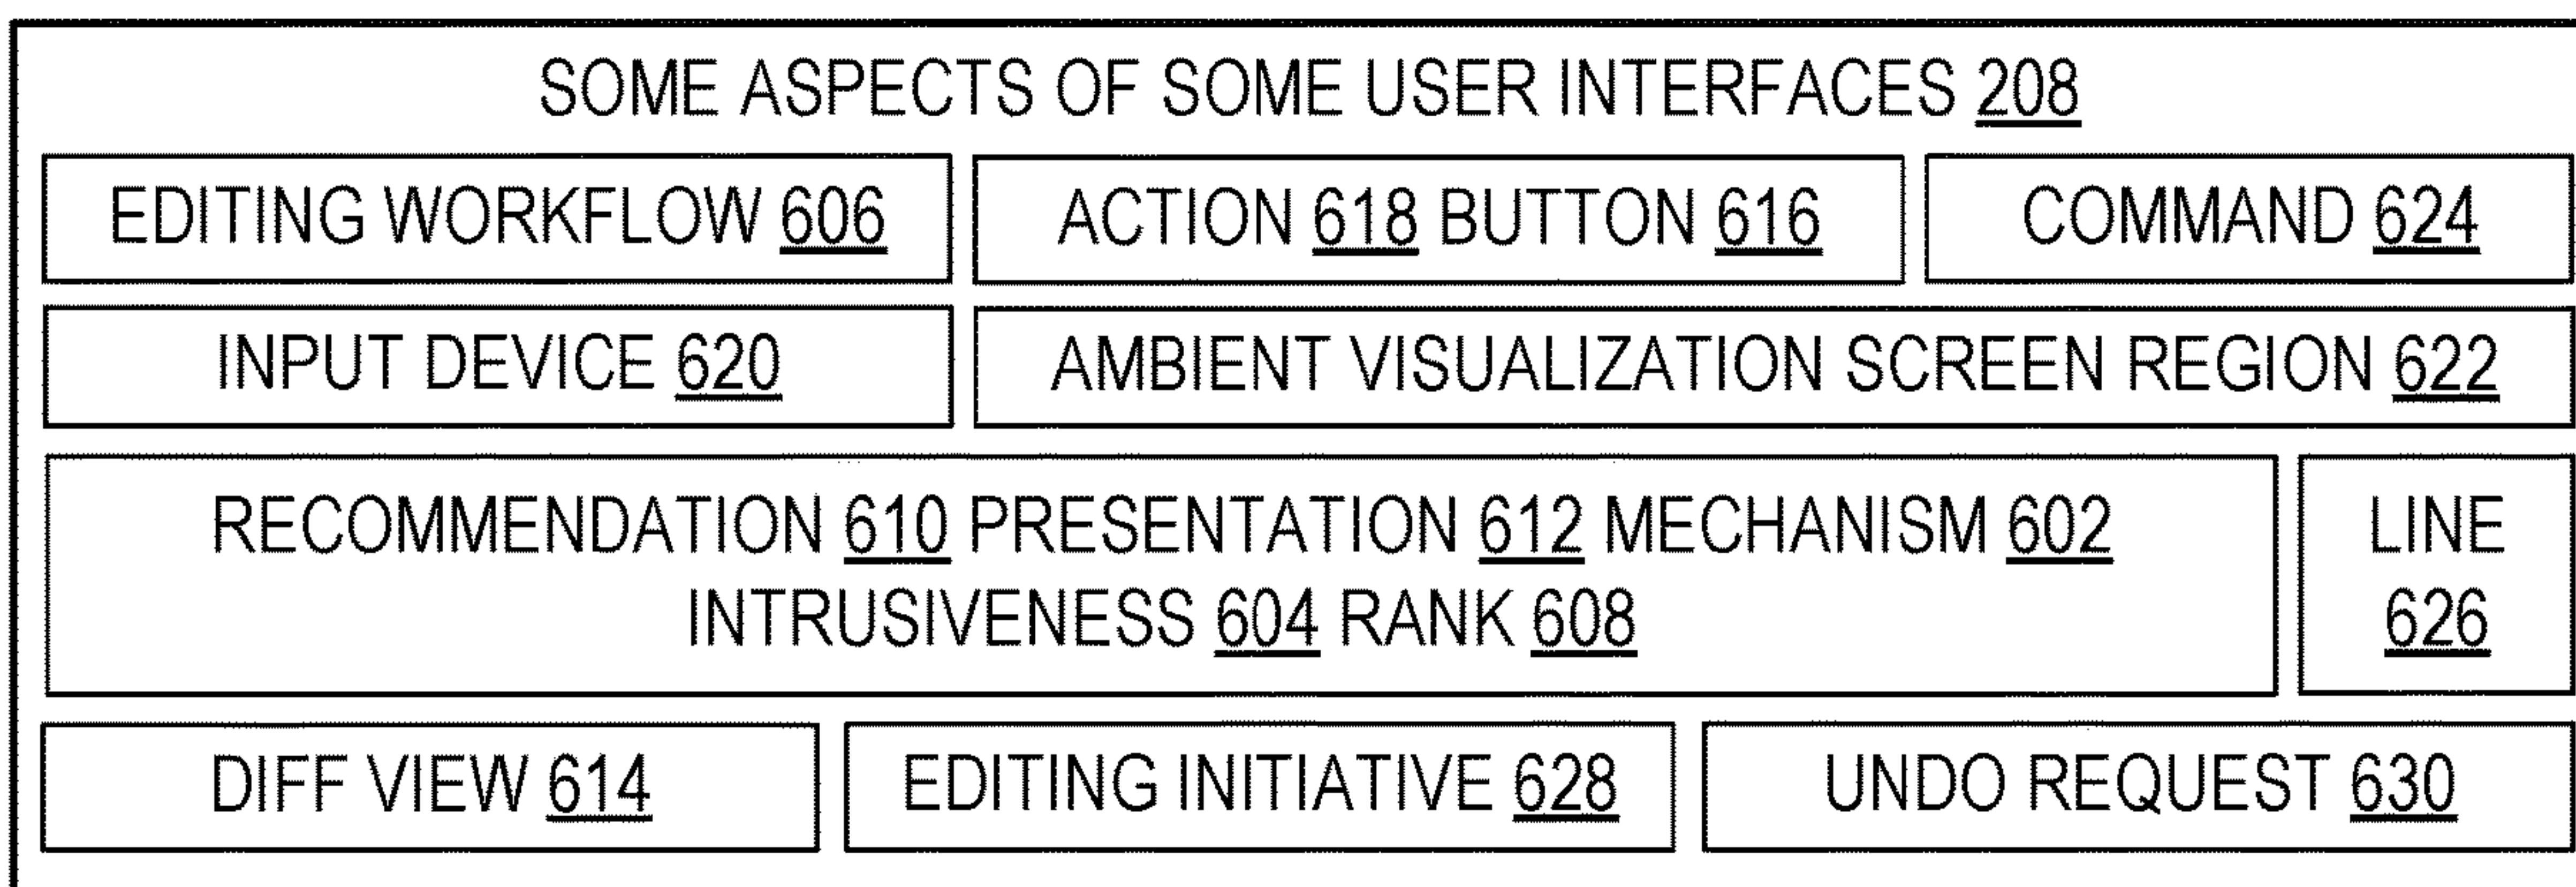 SOME ASPECTS OF SOME USER INTERFACES 208
EDITING WORKFLOW 606
ACTION 618 BUTTON 616
COMMAND 624
INPUT DEVICE 620
AMBIENT VISUALIZATION SCREEN REGION 622
RECOMMENDATION 610 PRESENTATION 612 MECHANISM 602
INTRUSIVENESS 604 RANK 608
LINE
626
DIFF VIEW 614
EDITING INITIATIVE 628
UNDO REQUEST 630